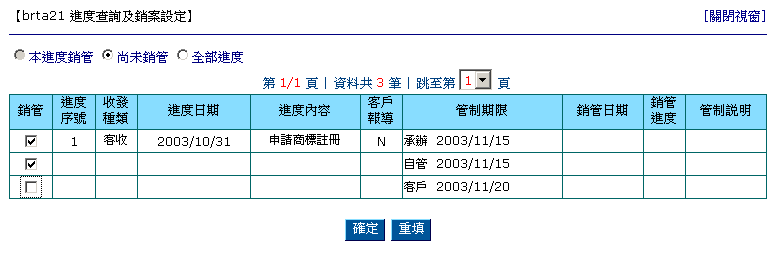 【brta21 進度查詢及銷案設定】 [關閉視窗]
本進度銷管 尚未銷管 全部進度
第 1/1 頁 | 資料共 3 筆 | 跳至第 1 頁
銷管 進度序號 收發種類 進度日期 進度內容 客戶報導 管制期限 銷管日期 銷管進度 管制說明
1 客收 2003/10/31 申請商標註冊 N 承辦 2003/11/15
自管 2003/11/15
客戶 2003/11/20
確定 重填